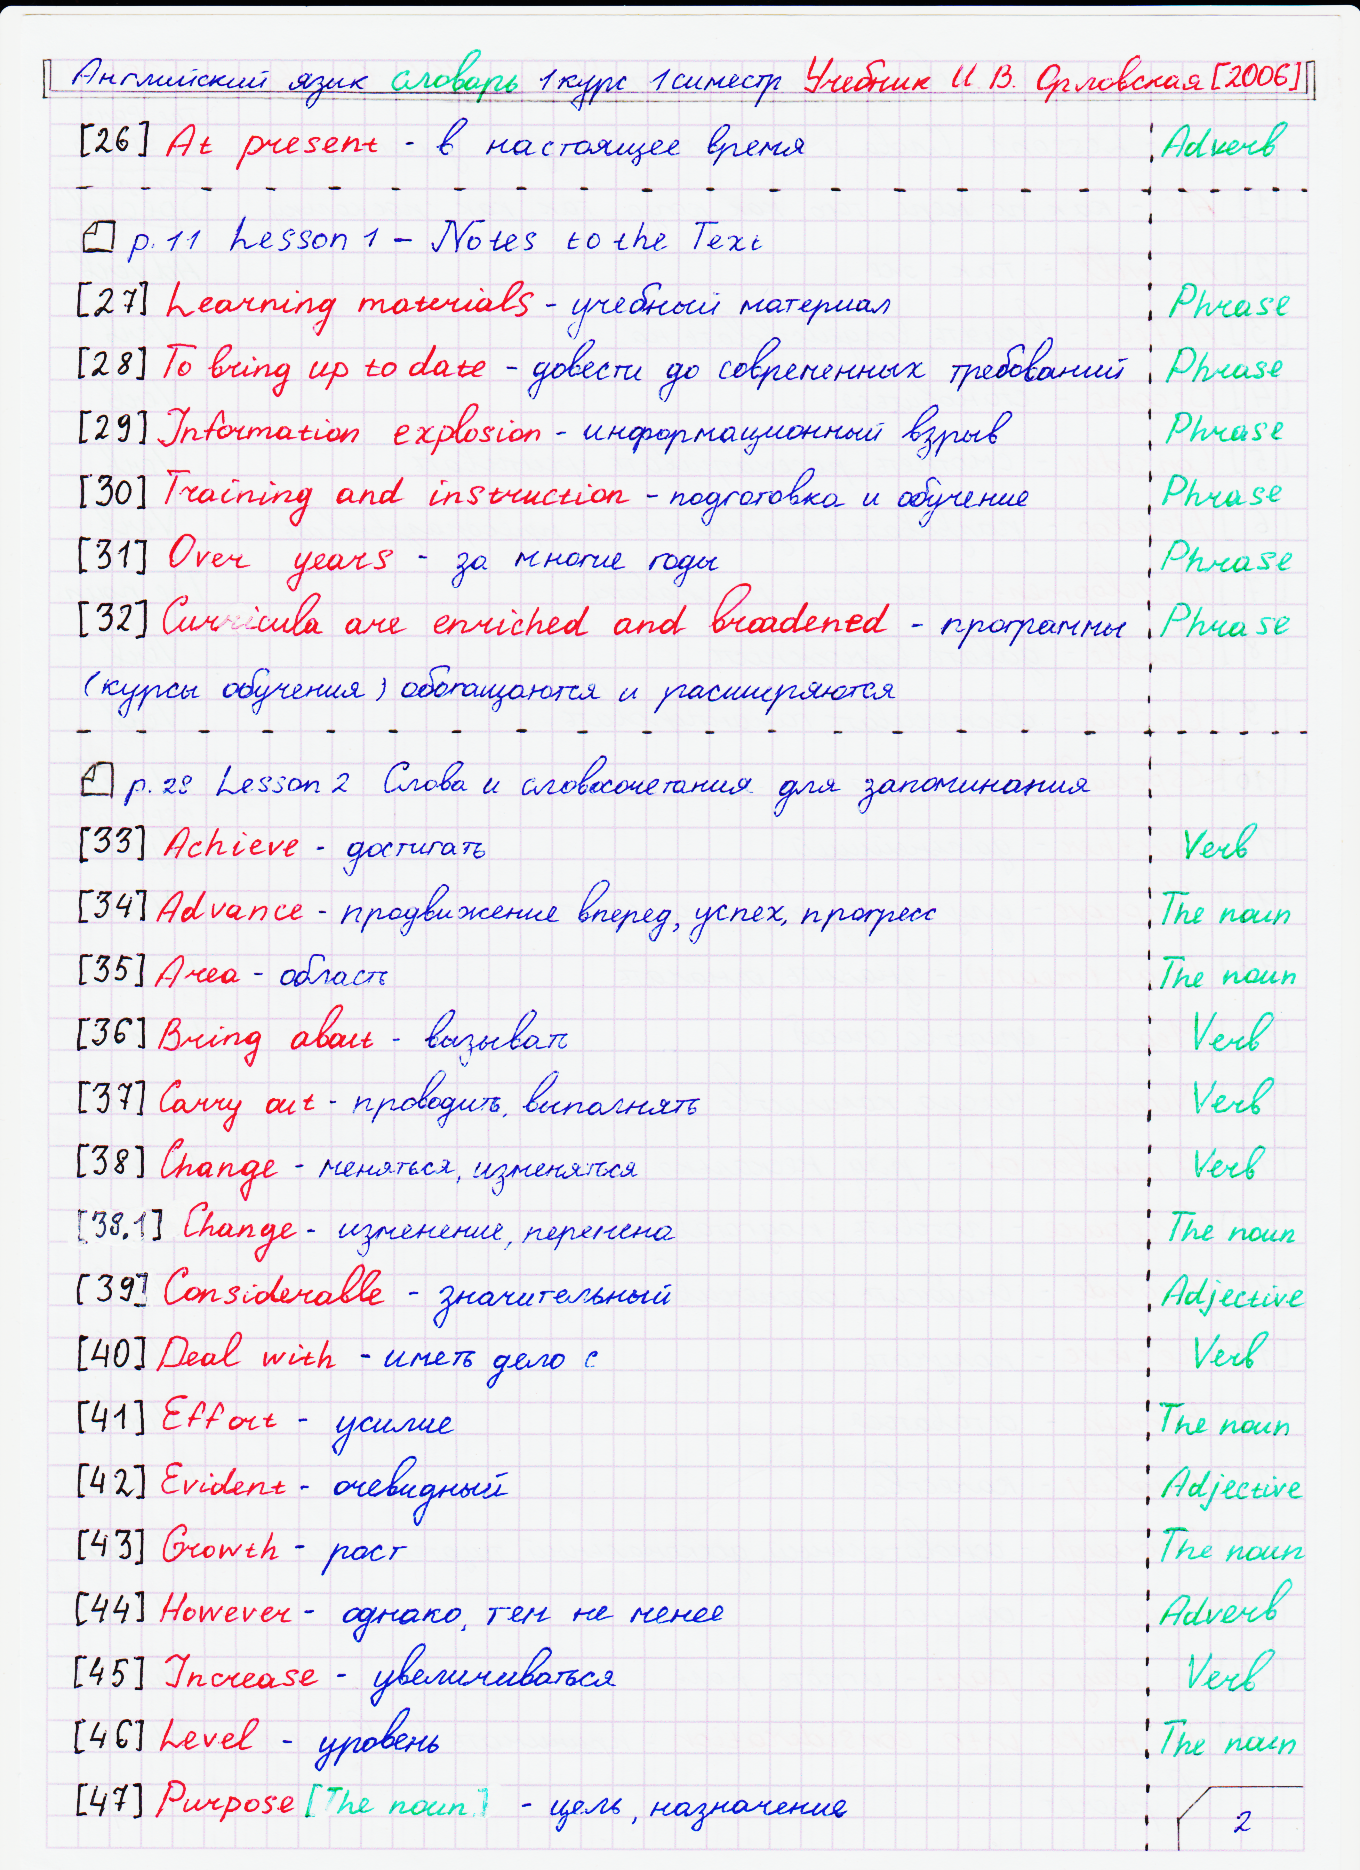 Английский язик словарь 1 курс 1 симестр Учебник И. В. Орловская [2006]
[26] At present - в настоящее время Adverb
p. 11 Lesson 1 - Notes to the Text
[27] Learning materials - учебный материал Phrase
[28] To bring up to date - довести до современных требований Phrase
[29] Information explosion - информационный взрыв Phrase
[30] Training and instruction - подготовка и обучение Phrase
[31] Over years - за многие годы Phrase
[32] Curricula are enriched and broadened - программы Phrase
(курсы обучения) обогащаются и расширяются
p. 28 Lesson 2 Слова и словосочетания для запоминания
[33] Achieve - достигать Verb
[34] Advance - продвижение вперед, успех, прогресс The noun
[35] Area - область The noun
[36] Bring about - вызывать Verb
[37] Carry out - проводить, выполнять Verb
[38] Change - меняться, изменяться Verb
[38.1] Change - изменение, перемена The noun
[39] Considerable - значительный Adjective
[40] Deal with - иметь дело с Verb
[41] Effort - усилие The noun
[42] Evident - очевидный Adjective
[43] Growth - рост The noun
[44] However - однако, тем не менее Adverb
[45] Increase - увеличиваться Verb
[46] Level - уровень The noun
[47] Purpose [The noun] - цель, назначение
2